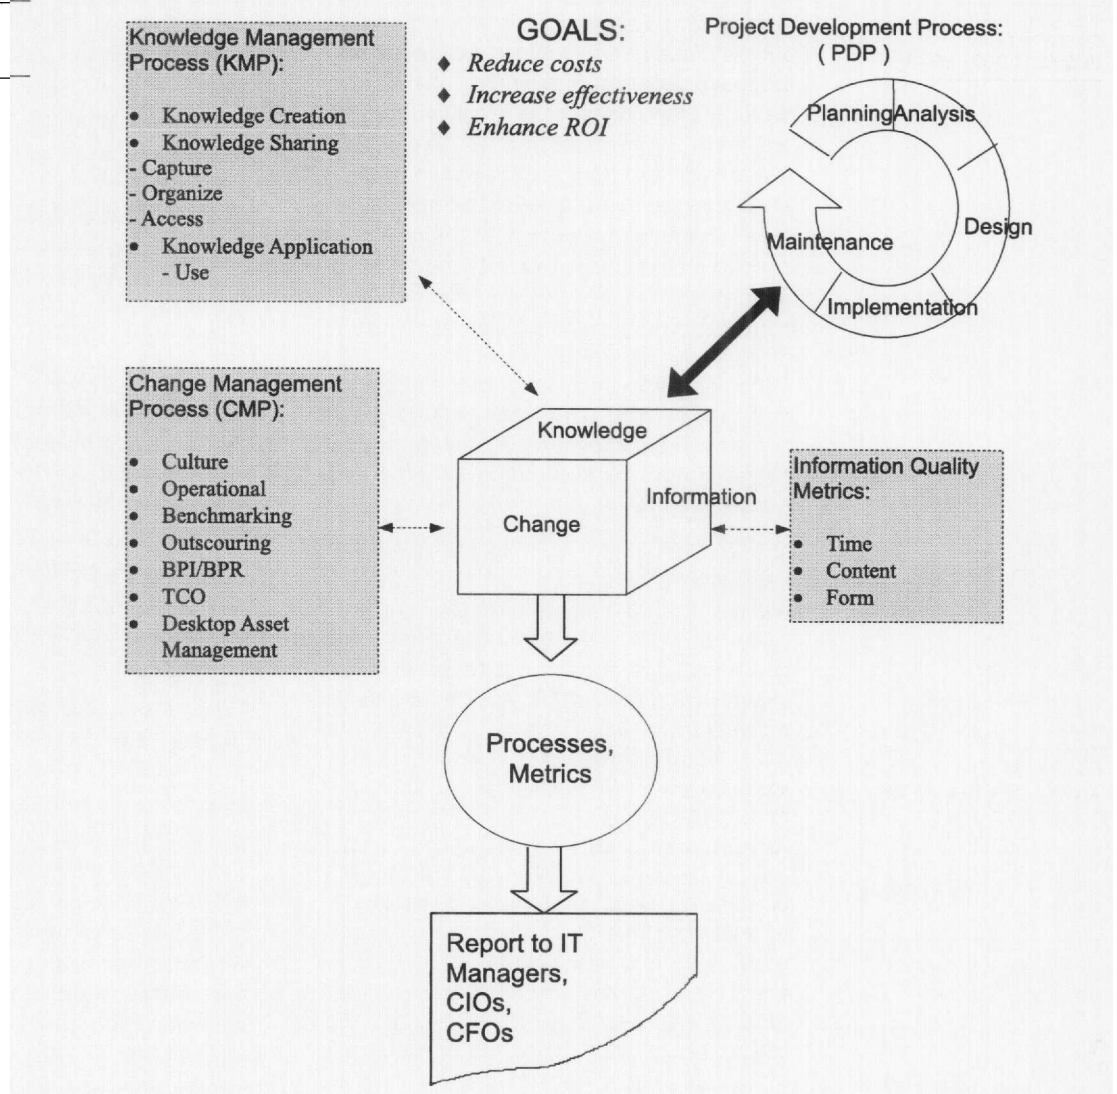 Knowledge Management
Process (KMP):
• Knowledge Creation
• Knowledge Sharing
- Capture
- Organize
- Access
• Knowledge Application
- Use
GOALS:
♦ Reduce costs
♦ Increase effectiveness
♦ Enhance ROI
Project Development Process:
( PDP )
Planning
Analysis
Design
Implementation
Maintenance
Change Management
Process (CMP):
• Culture
• Operational
• Benchmarking
• Outscouring
• BPI/BPR
• TCO
• Desktop Asset
Management
Knowledge
Change
Information
Information Quality
Metrics:
• Time
• Content
• Form
Processes,
Metrics
Report to IT
Managers,
CIOs,
CFOs